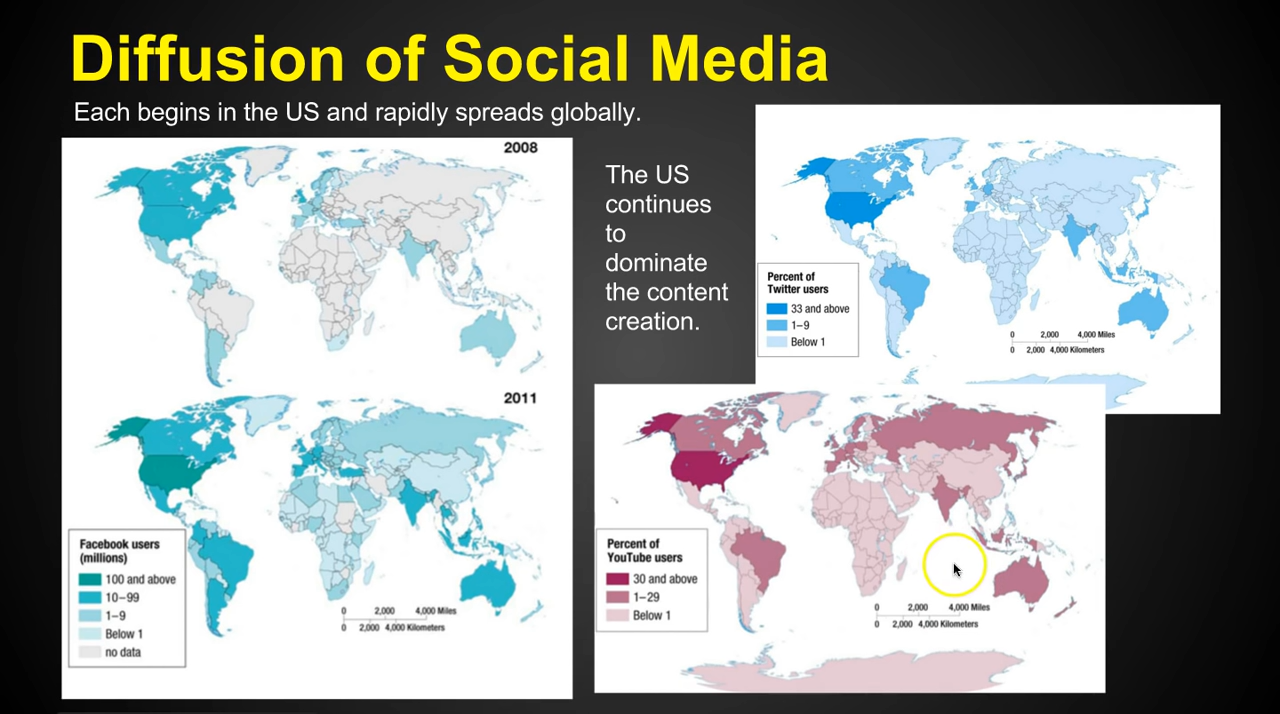 Diffusion of Social Media
Each begins in the US and rapidly spreads globally.
2008
2011
Facebook users
(millions)
100 and above
10–99
1–9
Below 1
no data
0 2,000 4,000 Miles
0 2,000 4,000 Kilometers
The US
continues
to
dominate
the content
creation.
Percent of
Twitter users
33 and above
1–9
Below 1
0 2,000 4,000 Miles
0 2,000 4,000 Kilometers
Percent of
YouTube users
30 and above
1–29
Below 1
0 2,000 4,000 Miles
0 2,000 4,000 Kilometers